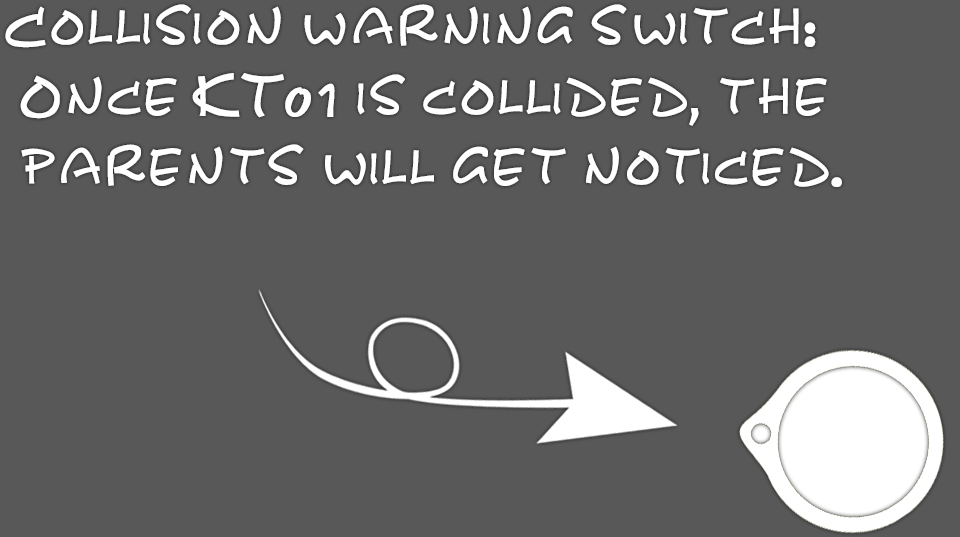 Collision Warning Switch:
Once KT01 is collided, the
parents will get noticed.